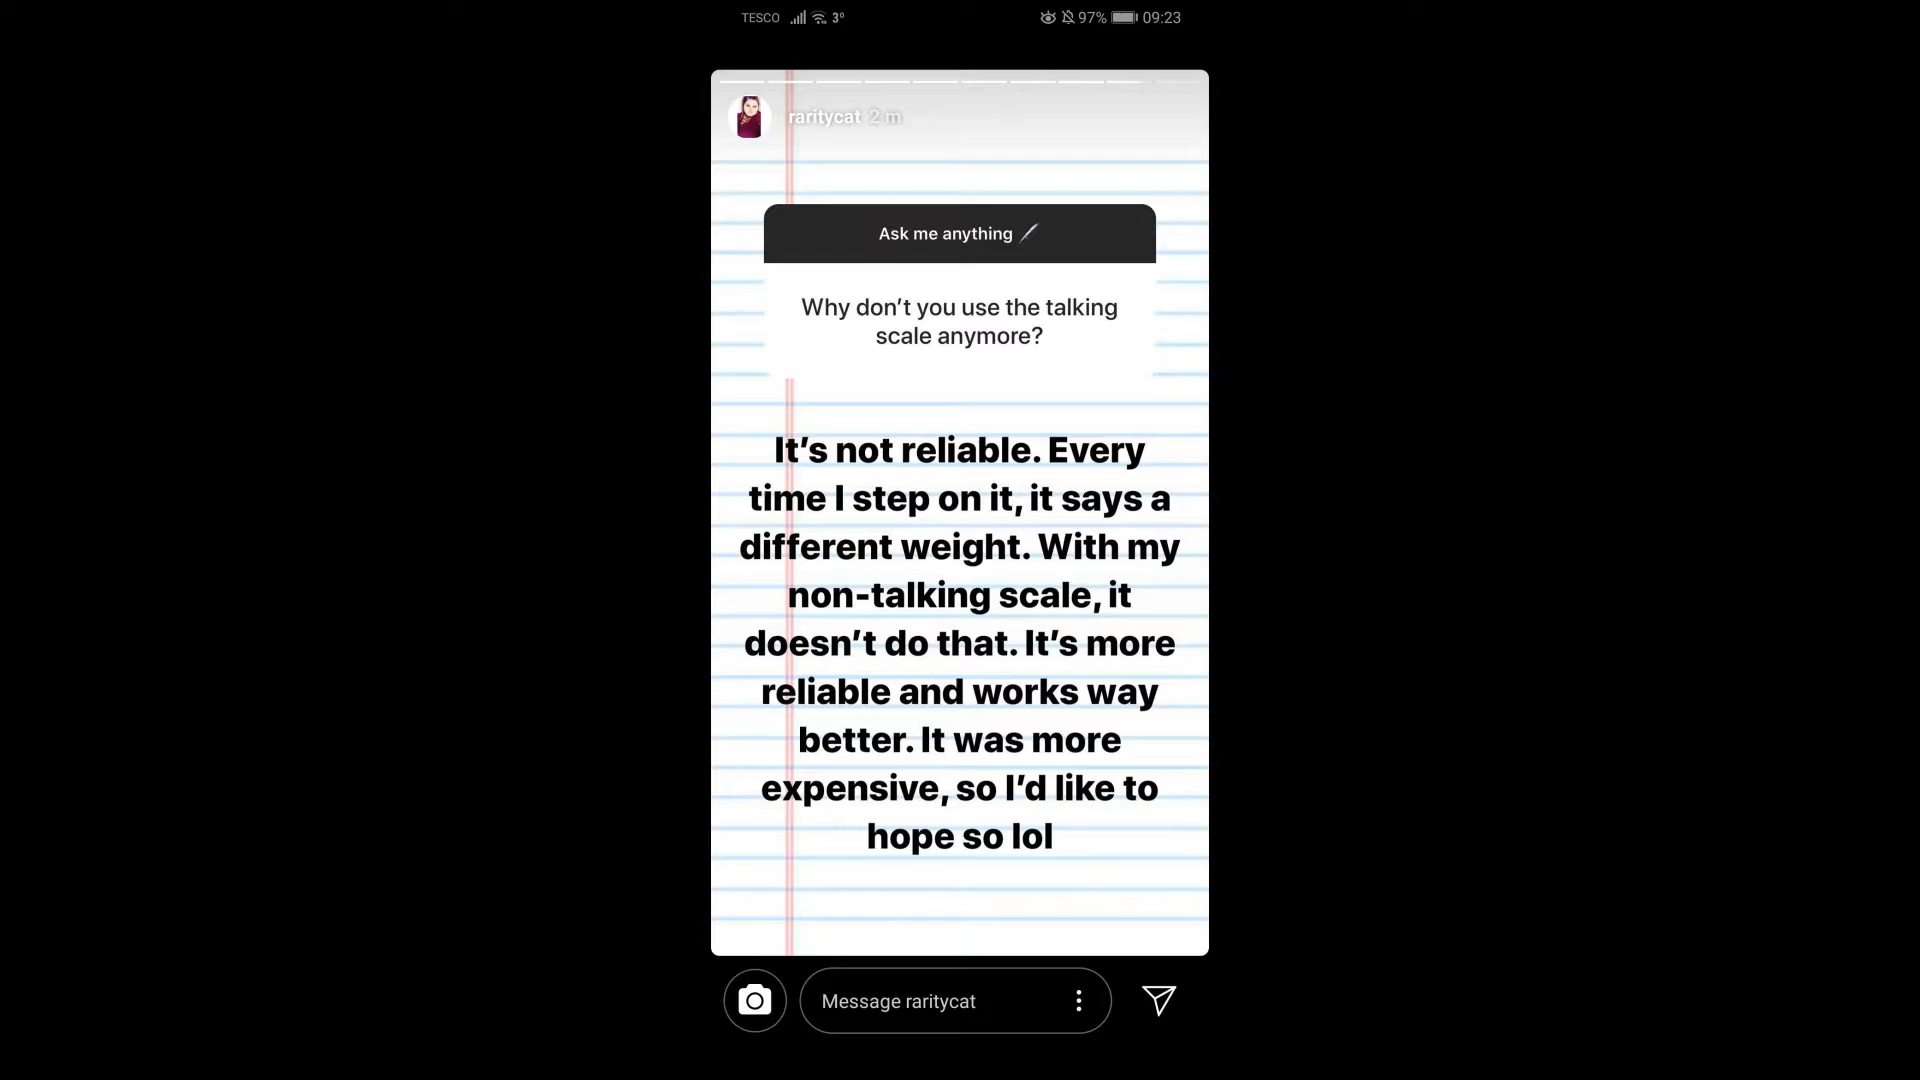 TESCO 3° 97% 09:23
raritycat 2 m
Ask me anything
Why don't you use the talking
scale anymore?
It's not reliable. Every
time I step on it, it says a
different weight. With my
non-talking scale, it
doesn't do that. It's more
reliable and works way
better. It was more
expensive, so I'd like to
hope so lol
Message raritycat